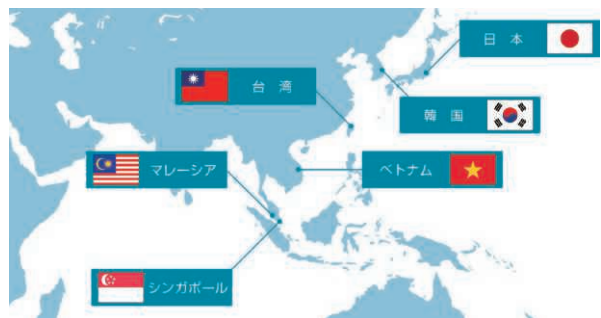 日 本
台 湾
韓 国
マレーシア
ベトナム
シンガポール